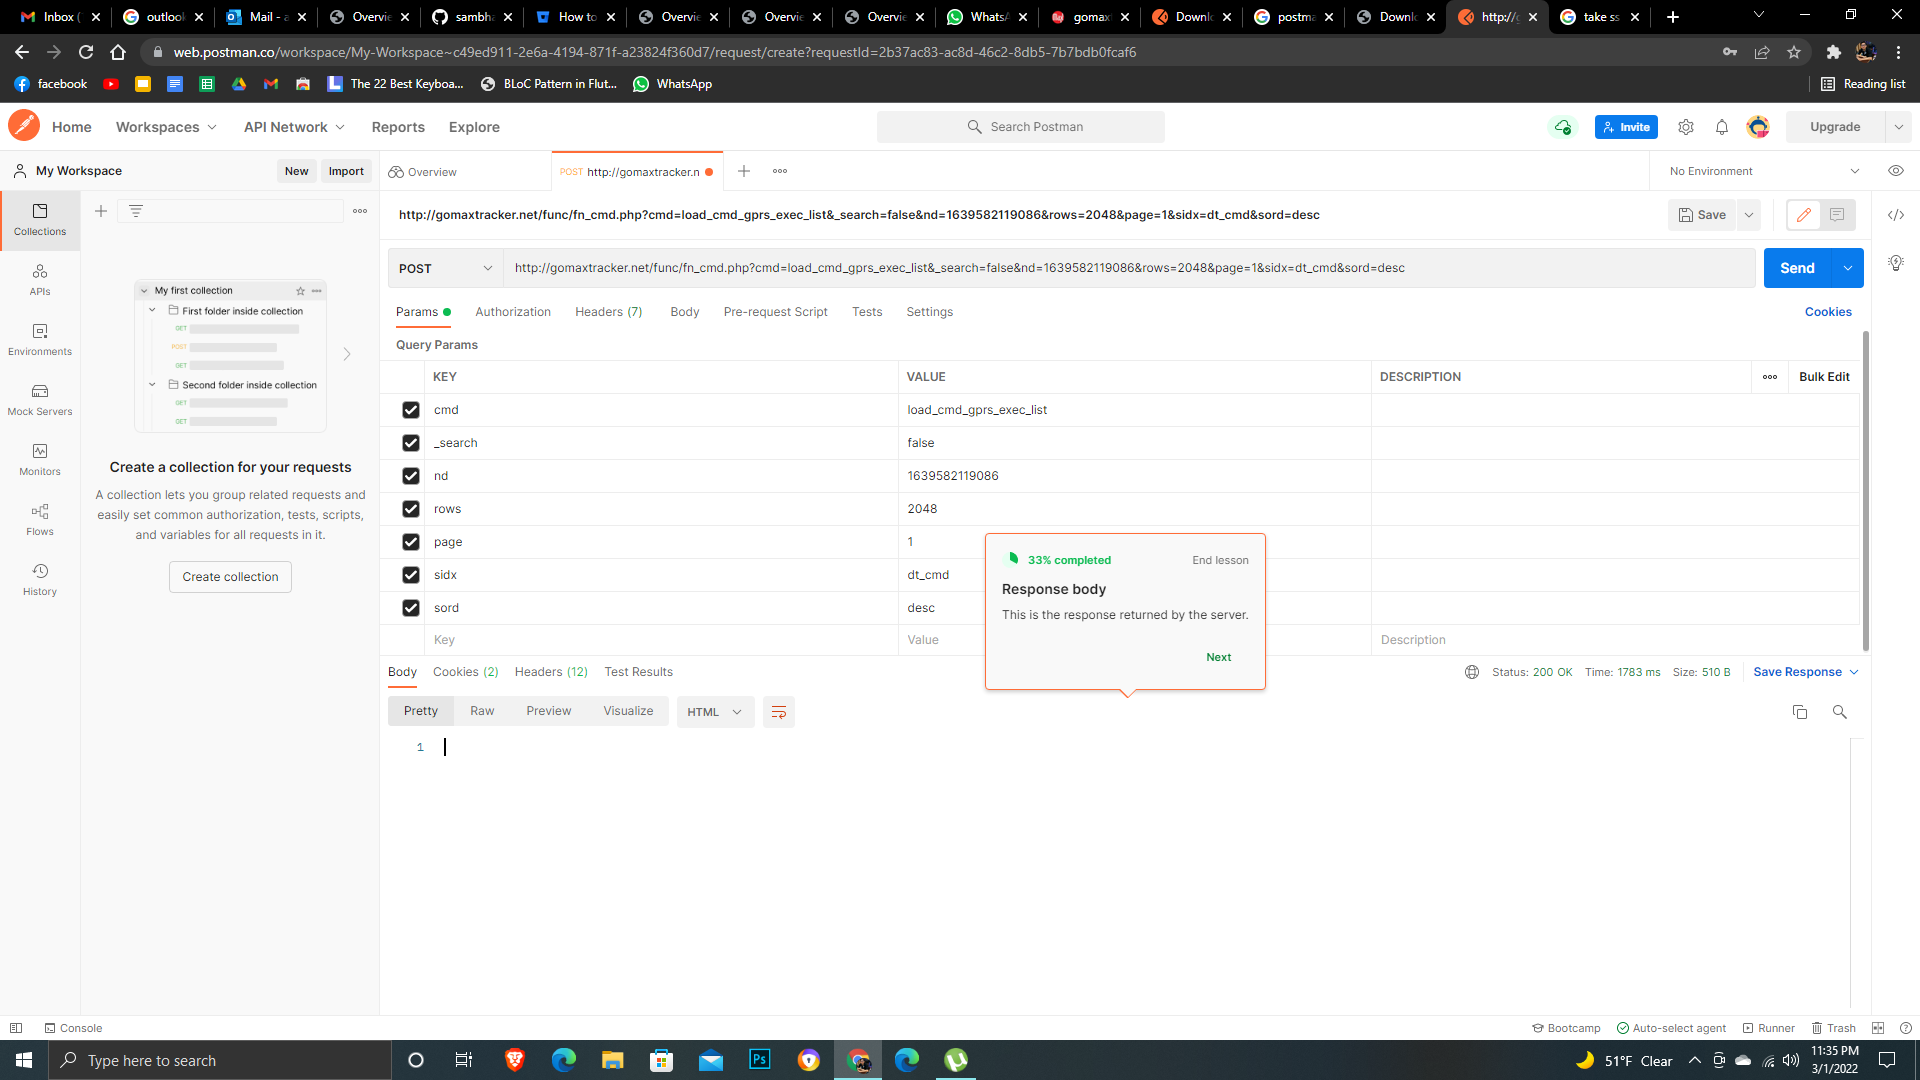 Inbox (
outlook
Mail - a
Overvie
sambha
How to
Overvie
Overvie
Overvie
WhatsA
gomaxt
Downlo
postma
Downlo
http://g
take ss
web.postman.co/workspace/My-Workspace~c49ed911-2e6a-4194-871f-a23824f360d7/request/create?requestId=2b37ac83-ac8d-46c2-8db5-7b7bdb0fcaf6
facebook
The 22 Best Keyboa...
BLoC Pattern in Flut...
WhatsApp
Reading list
Home
Workspaces
API Network
Reports
Explore
Search Postman
Invite
Upgrade
My Workspace
New
Import
Overview
POST http://gomaxtracker.n
No Environment
http://gomaxtracker.net/func/fn_cmd.php?cmd=load_cmd_gprs_exec_list&_search=false&nd=1639582119086&rows=2048&page=1&sidx=dt_cmd&sord=desc
Save
POST
http://gomaxtracker.net/func/fn_cmd.php?cmd=load_cmd_gprs_exec_list&_search=false&nd=1639582119086&rows=2048&page=1&sidx=dt_cmd&sord=desc
Send
Collections
APIs
Environments
Mock Servers
Monitors
Flows
History
My first collection
First folder inside collection
GET
POST
GET
Second folder inside collection
GET
GET
Create a collection for your requests
A collection lets you group related requests and
easily set common authorization, tests, scripts,
and variables for all requests in it.
Create collection
Params
Authorization
Headers (7)
Body
Pre-request Script
Tests
Settings
Cookies
Query Params
KEY VALUE DESCRIPTION Bulk Edit
cmd load_cmd_gprs_exec_list
_search false
nd 1639582119086
rows 2048
page 1
sidx dt_cmd
sord desc
Key Value Description
33% completed End lesson
Response body
This is the response returned by the server.
Next
Body
Cookies (2)
Headers (12)
Test Results
Status: 200 OK Time: 1783 ms Size: 510 B
Save Response
Pretty
Raw
Preview
Visualize
HTML
1
Console
Bootcamp
Auto-select agent
Runner
Trash
Type here to search
Ps
51°F Clear
11:35 PM
3/1/2022